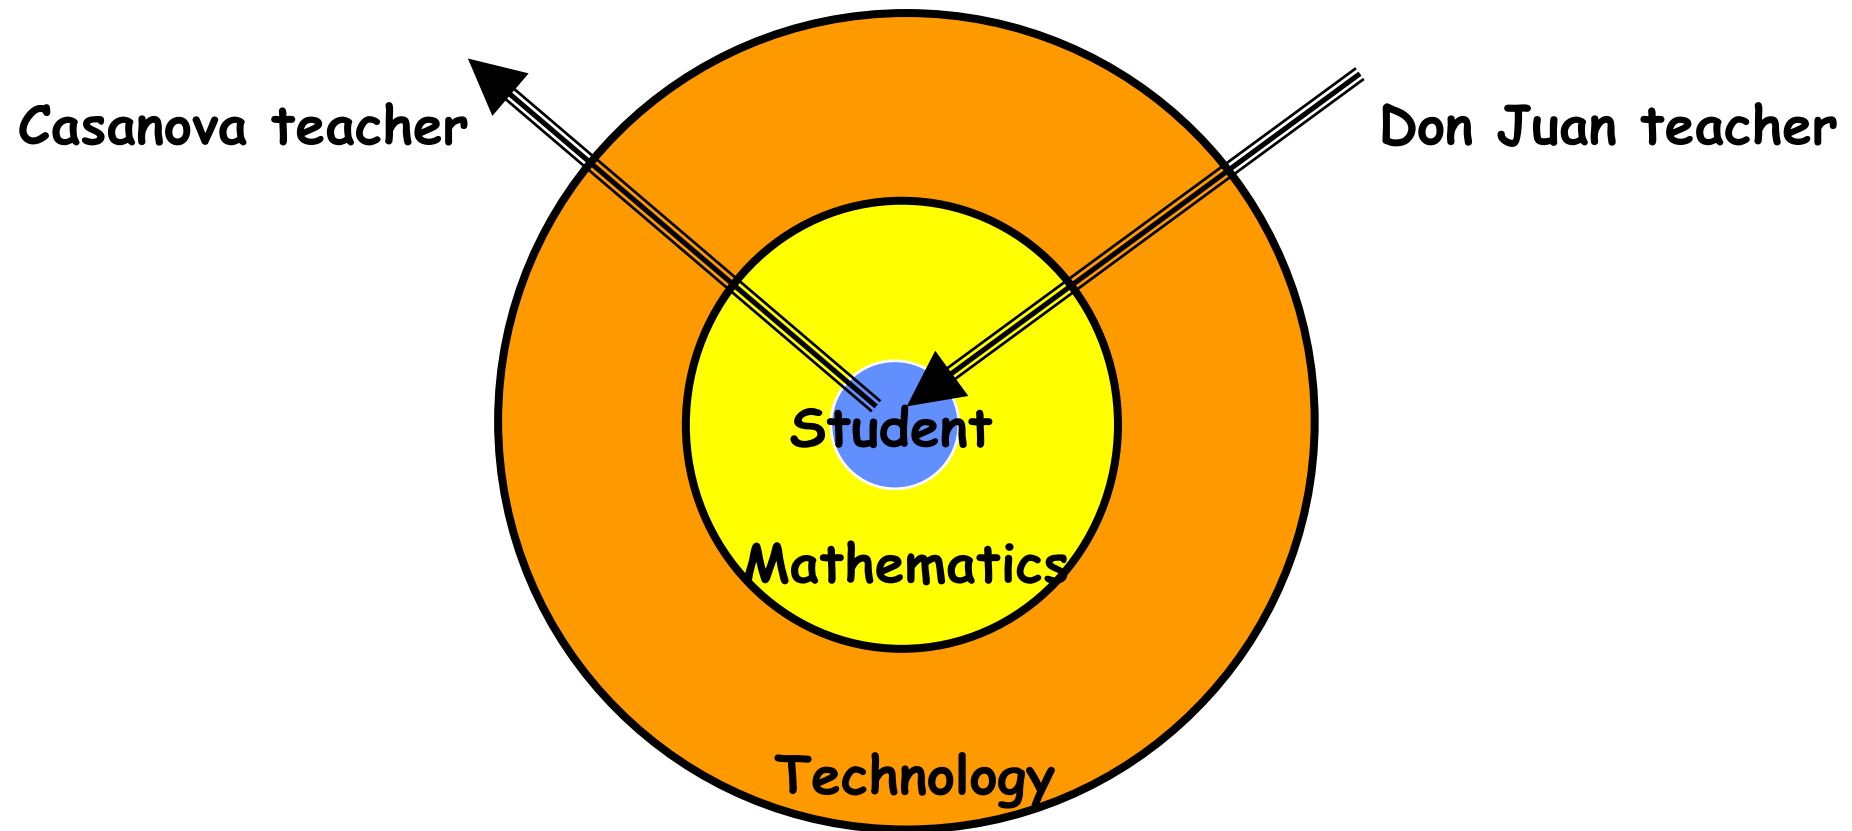 Casanova teacher
Don Juan teacher
Student
Mathematics
Technology